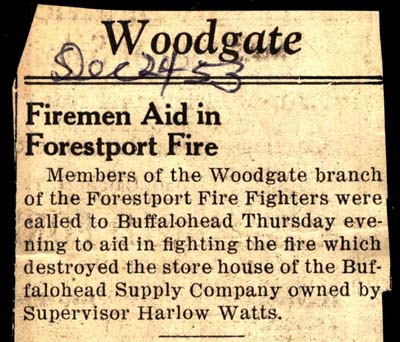 Woodgate
Dec 24 53
Firemen Aid in
Forestport Fire
Members of the Woodgate branch
of the Forestport Fire Fighters were
called to Buffalohead Thursday eve-
ning to aid in fighting the fire which
destroyed the store house of the Buf-
falohead Supply Company owned by
Supervisor Harlow Watts.